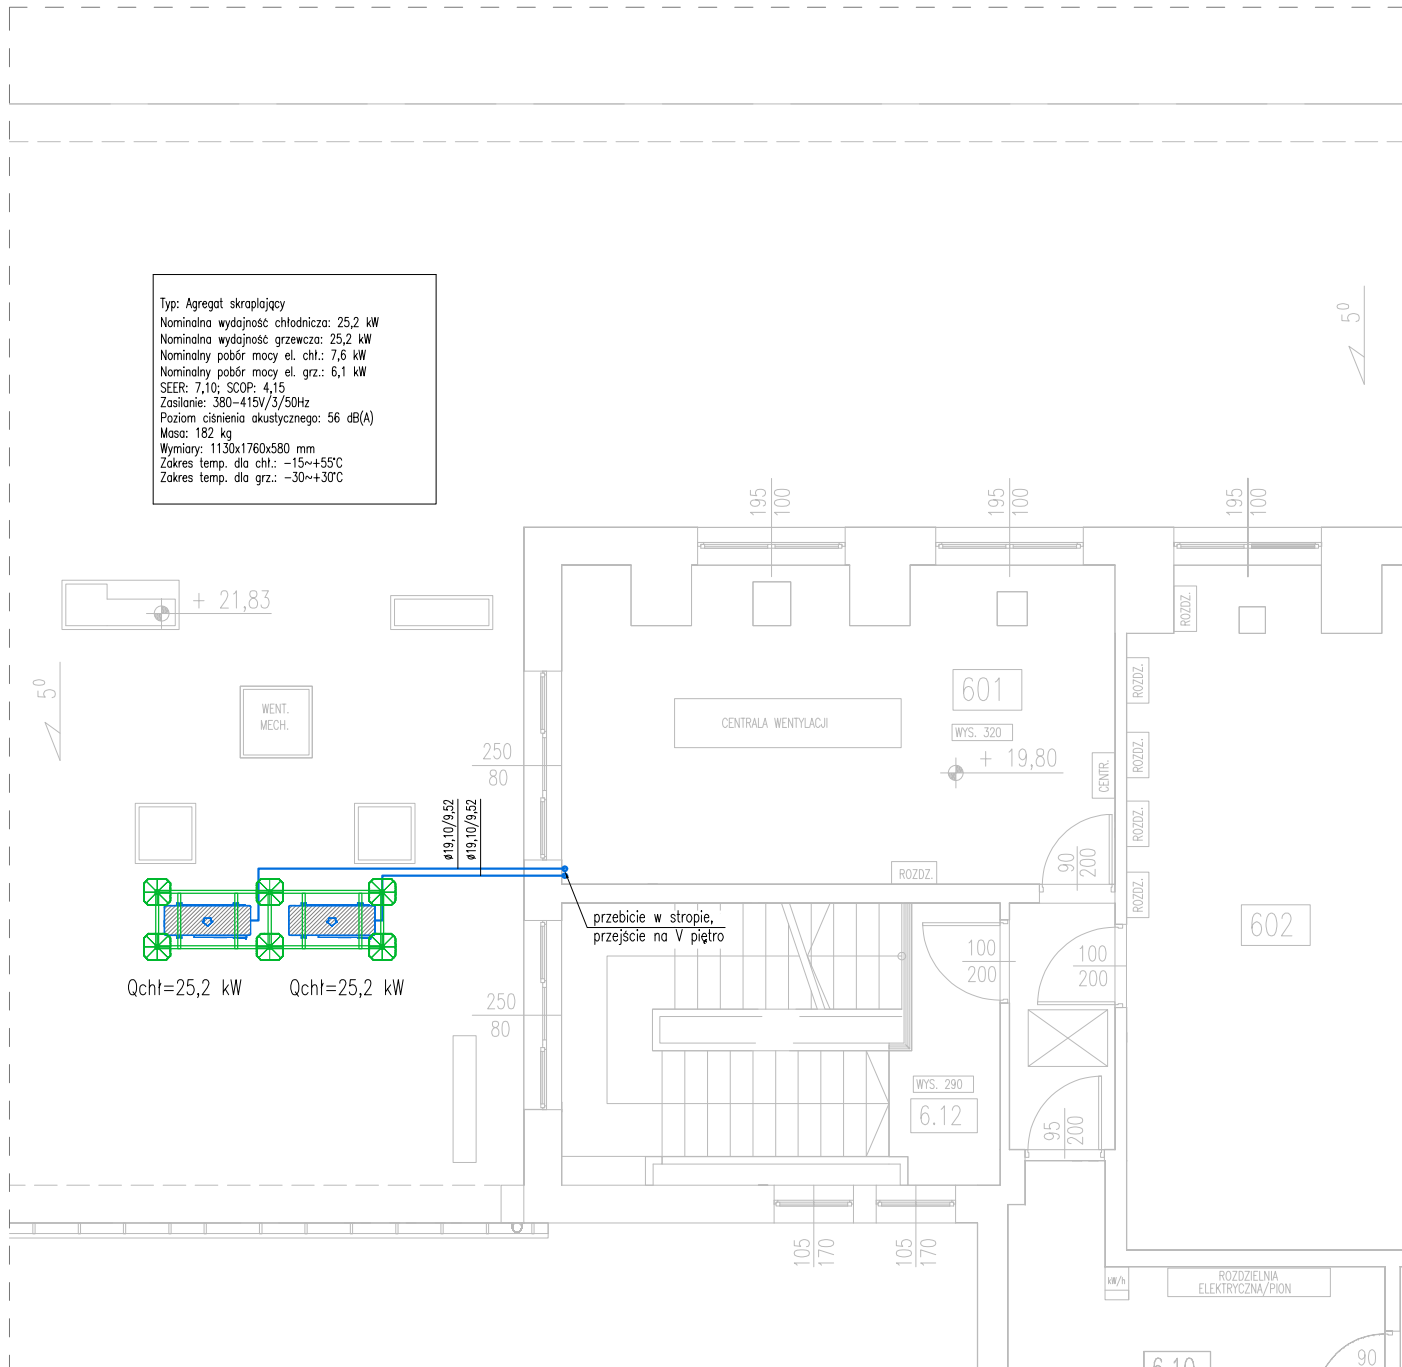 Typ: Agregat skraplający
Nominalna wydajność chłodnicza: 25,2 kW
Nominalna wydajność grzewcza: 25,2 kW
Nominalny pobór mocy el. chł.: 7,6 kW
Nominalny pobór mocy el. grz.: 6,1 kW
SEER: 7,10; SCOP: 4,15
Zasilanie: 380-415V/3/50Hz
Poziom ciśnienia akustycznego: 56 dB(A)
Masa: 182 kg
Wymiary: 1130x1760x580 mm
Zakres temp. dla chł.: -15~+55°C
Zakres temp. dla grz.: -30~+30°C
5⁰
195
100
195
100
195
100
+ 21,83
ROZDZ.
5⁰
WENT.
MECH.
601
ROZDZ.
CENTRALA WENTYLACJI
WYS. 320
250
80
+ 19,80
CENTR.
ROZDZ.
ø19,10/9,52
ø19,10/9,52
ROZDZ.
90
200
ROZDZ.
ROZDZ.
przebicie w stropie,
przejście na V piętro
602
100
200
100
200
Qchł=25,2 kW
Qchł=25,2 kW
250
80
WYS. 290
6.12
95
200
105
170
105
170
kW/h
ROZDZIELNIA
ELEKTRYCZNA/PION
6.10
90